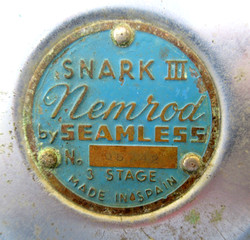 SNARK III
Nemrod
by SEAMLESS
No.
3 STAGE
MADE IN SPAIN